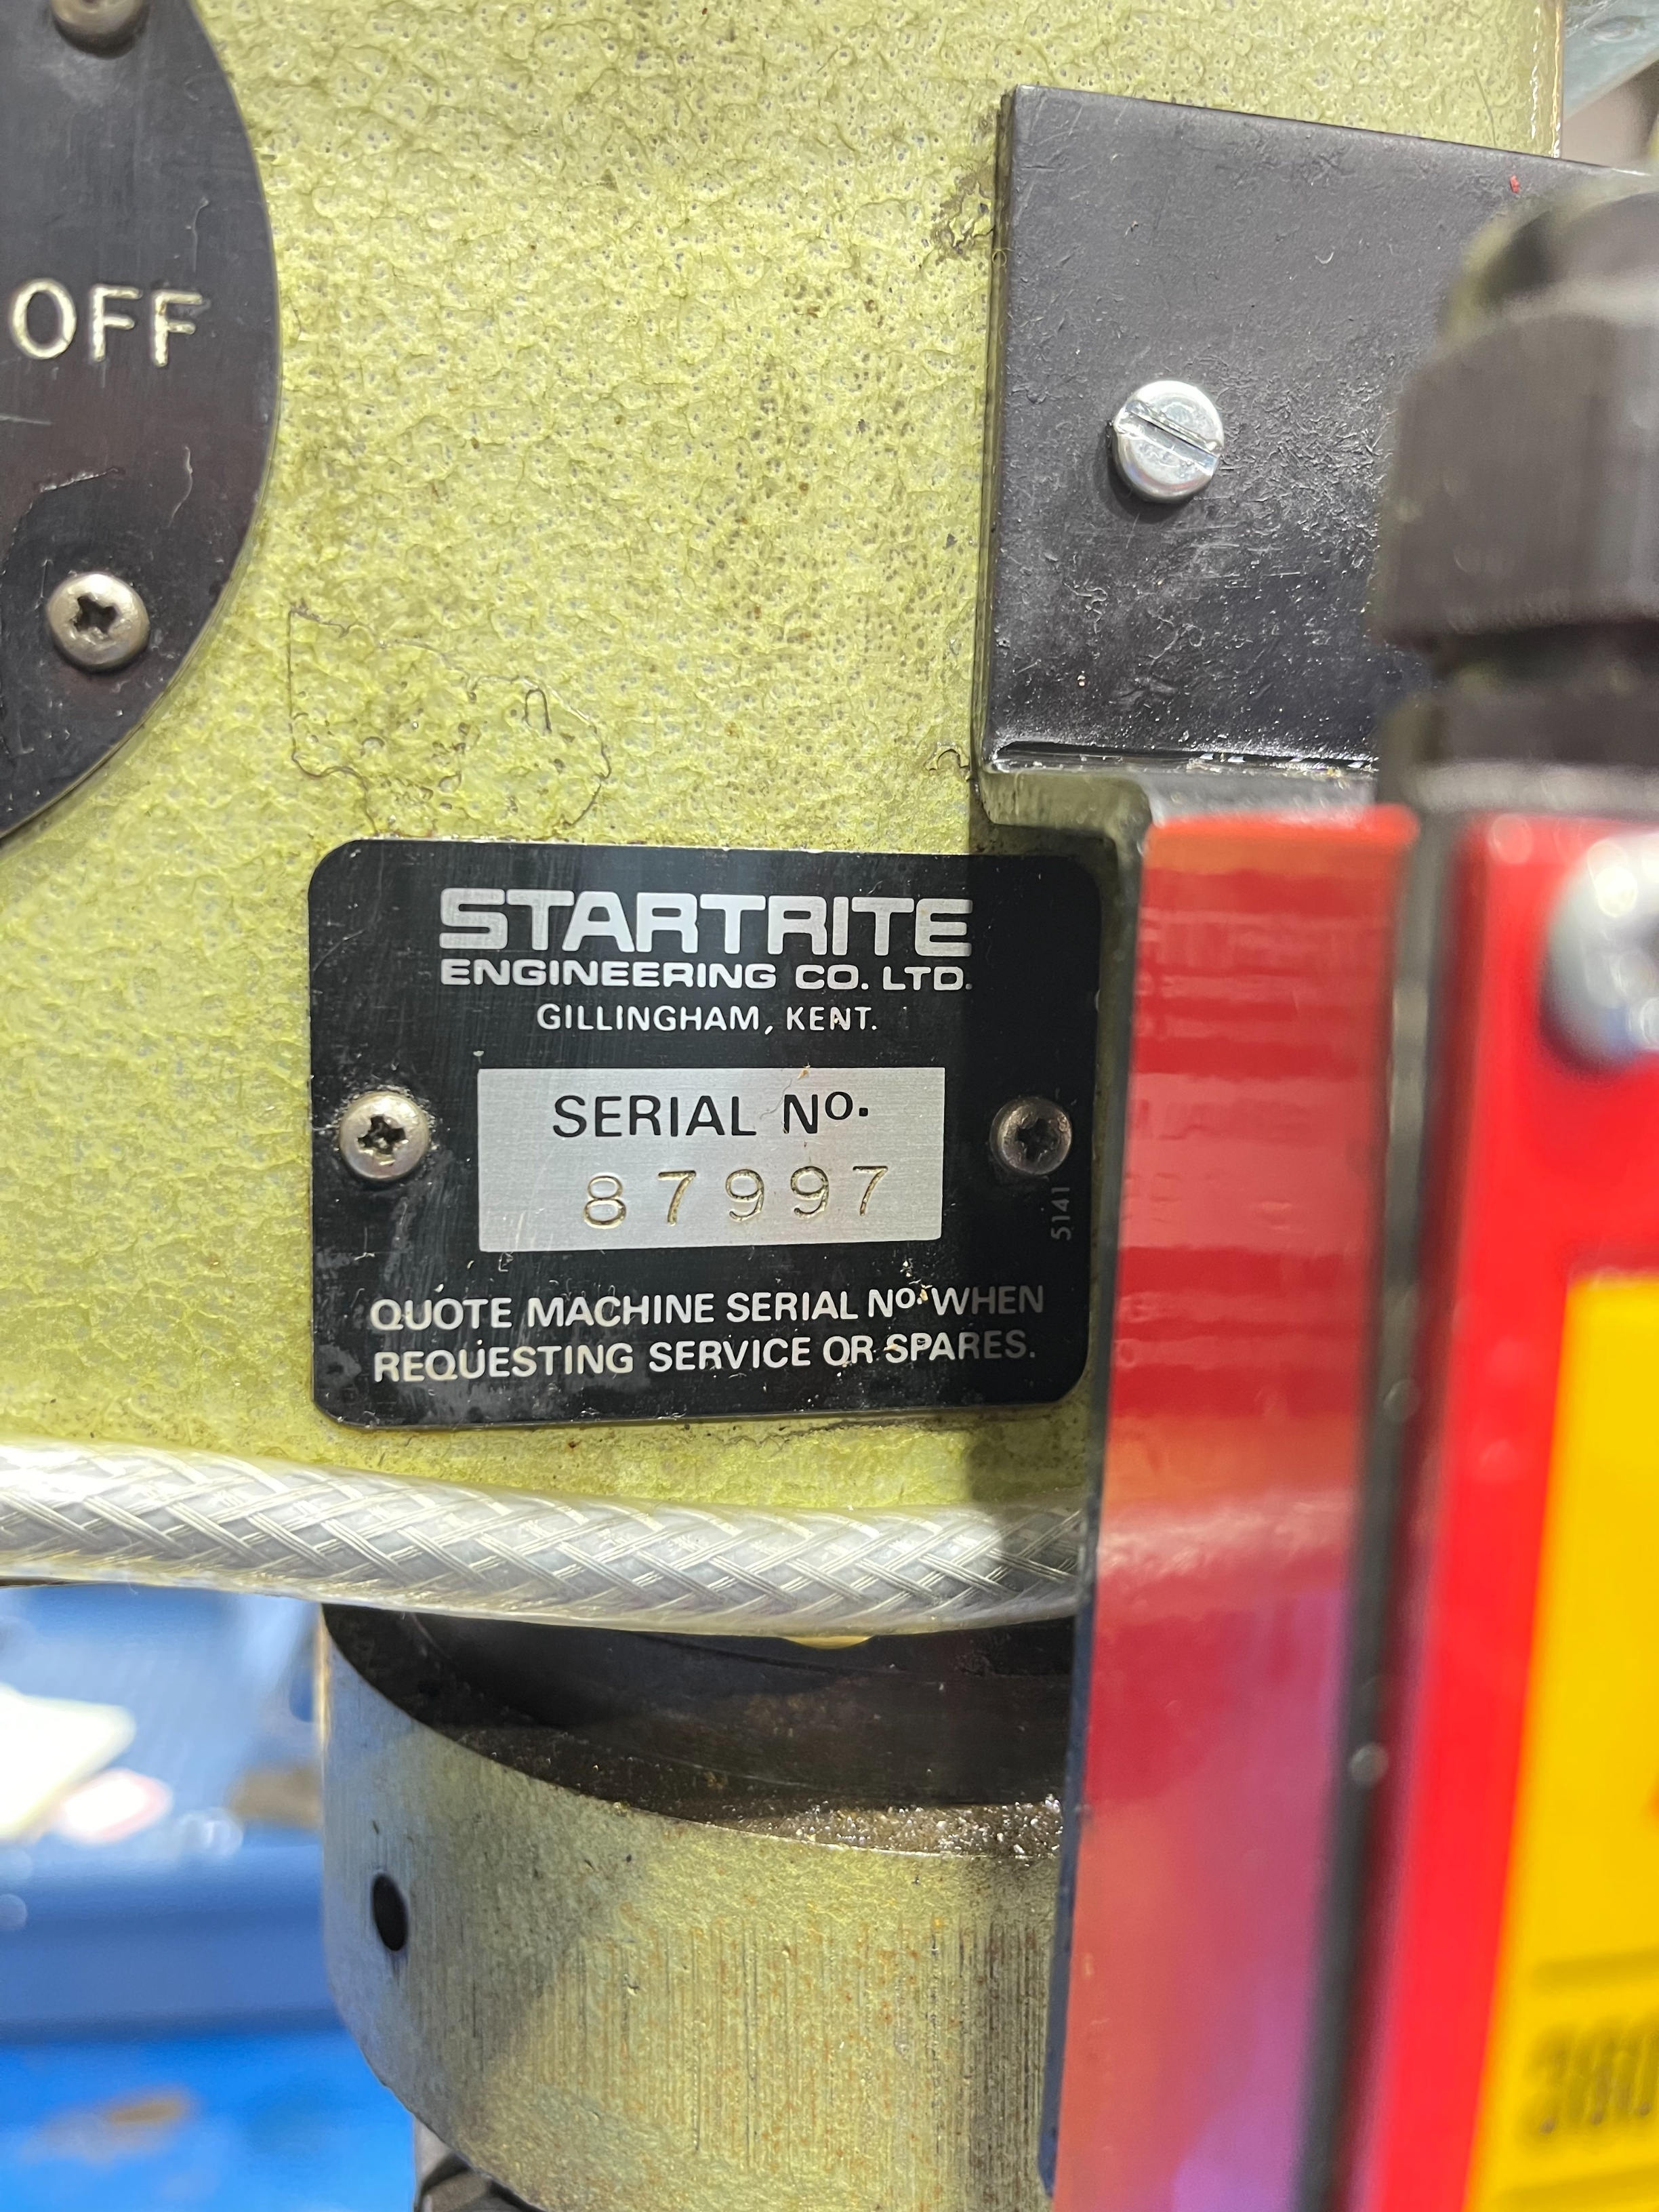 OFF
STARTRITE
ENGINEERING CO. LTD.
GILLINGHAM, KENT.
SERIAL No.
87997
5141
QUOTE MACHINE SERIAL No. WHEN
REQUESTING SERVICE OR SPARES.